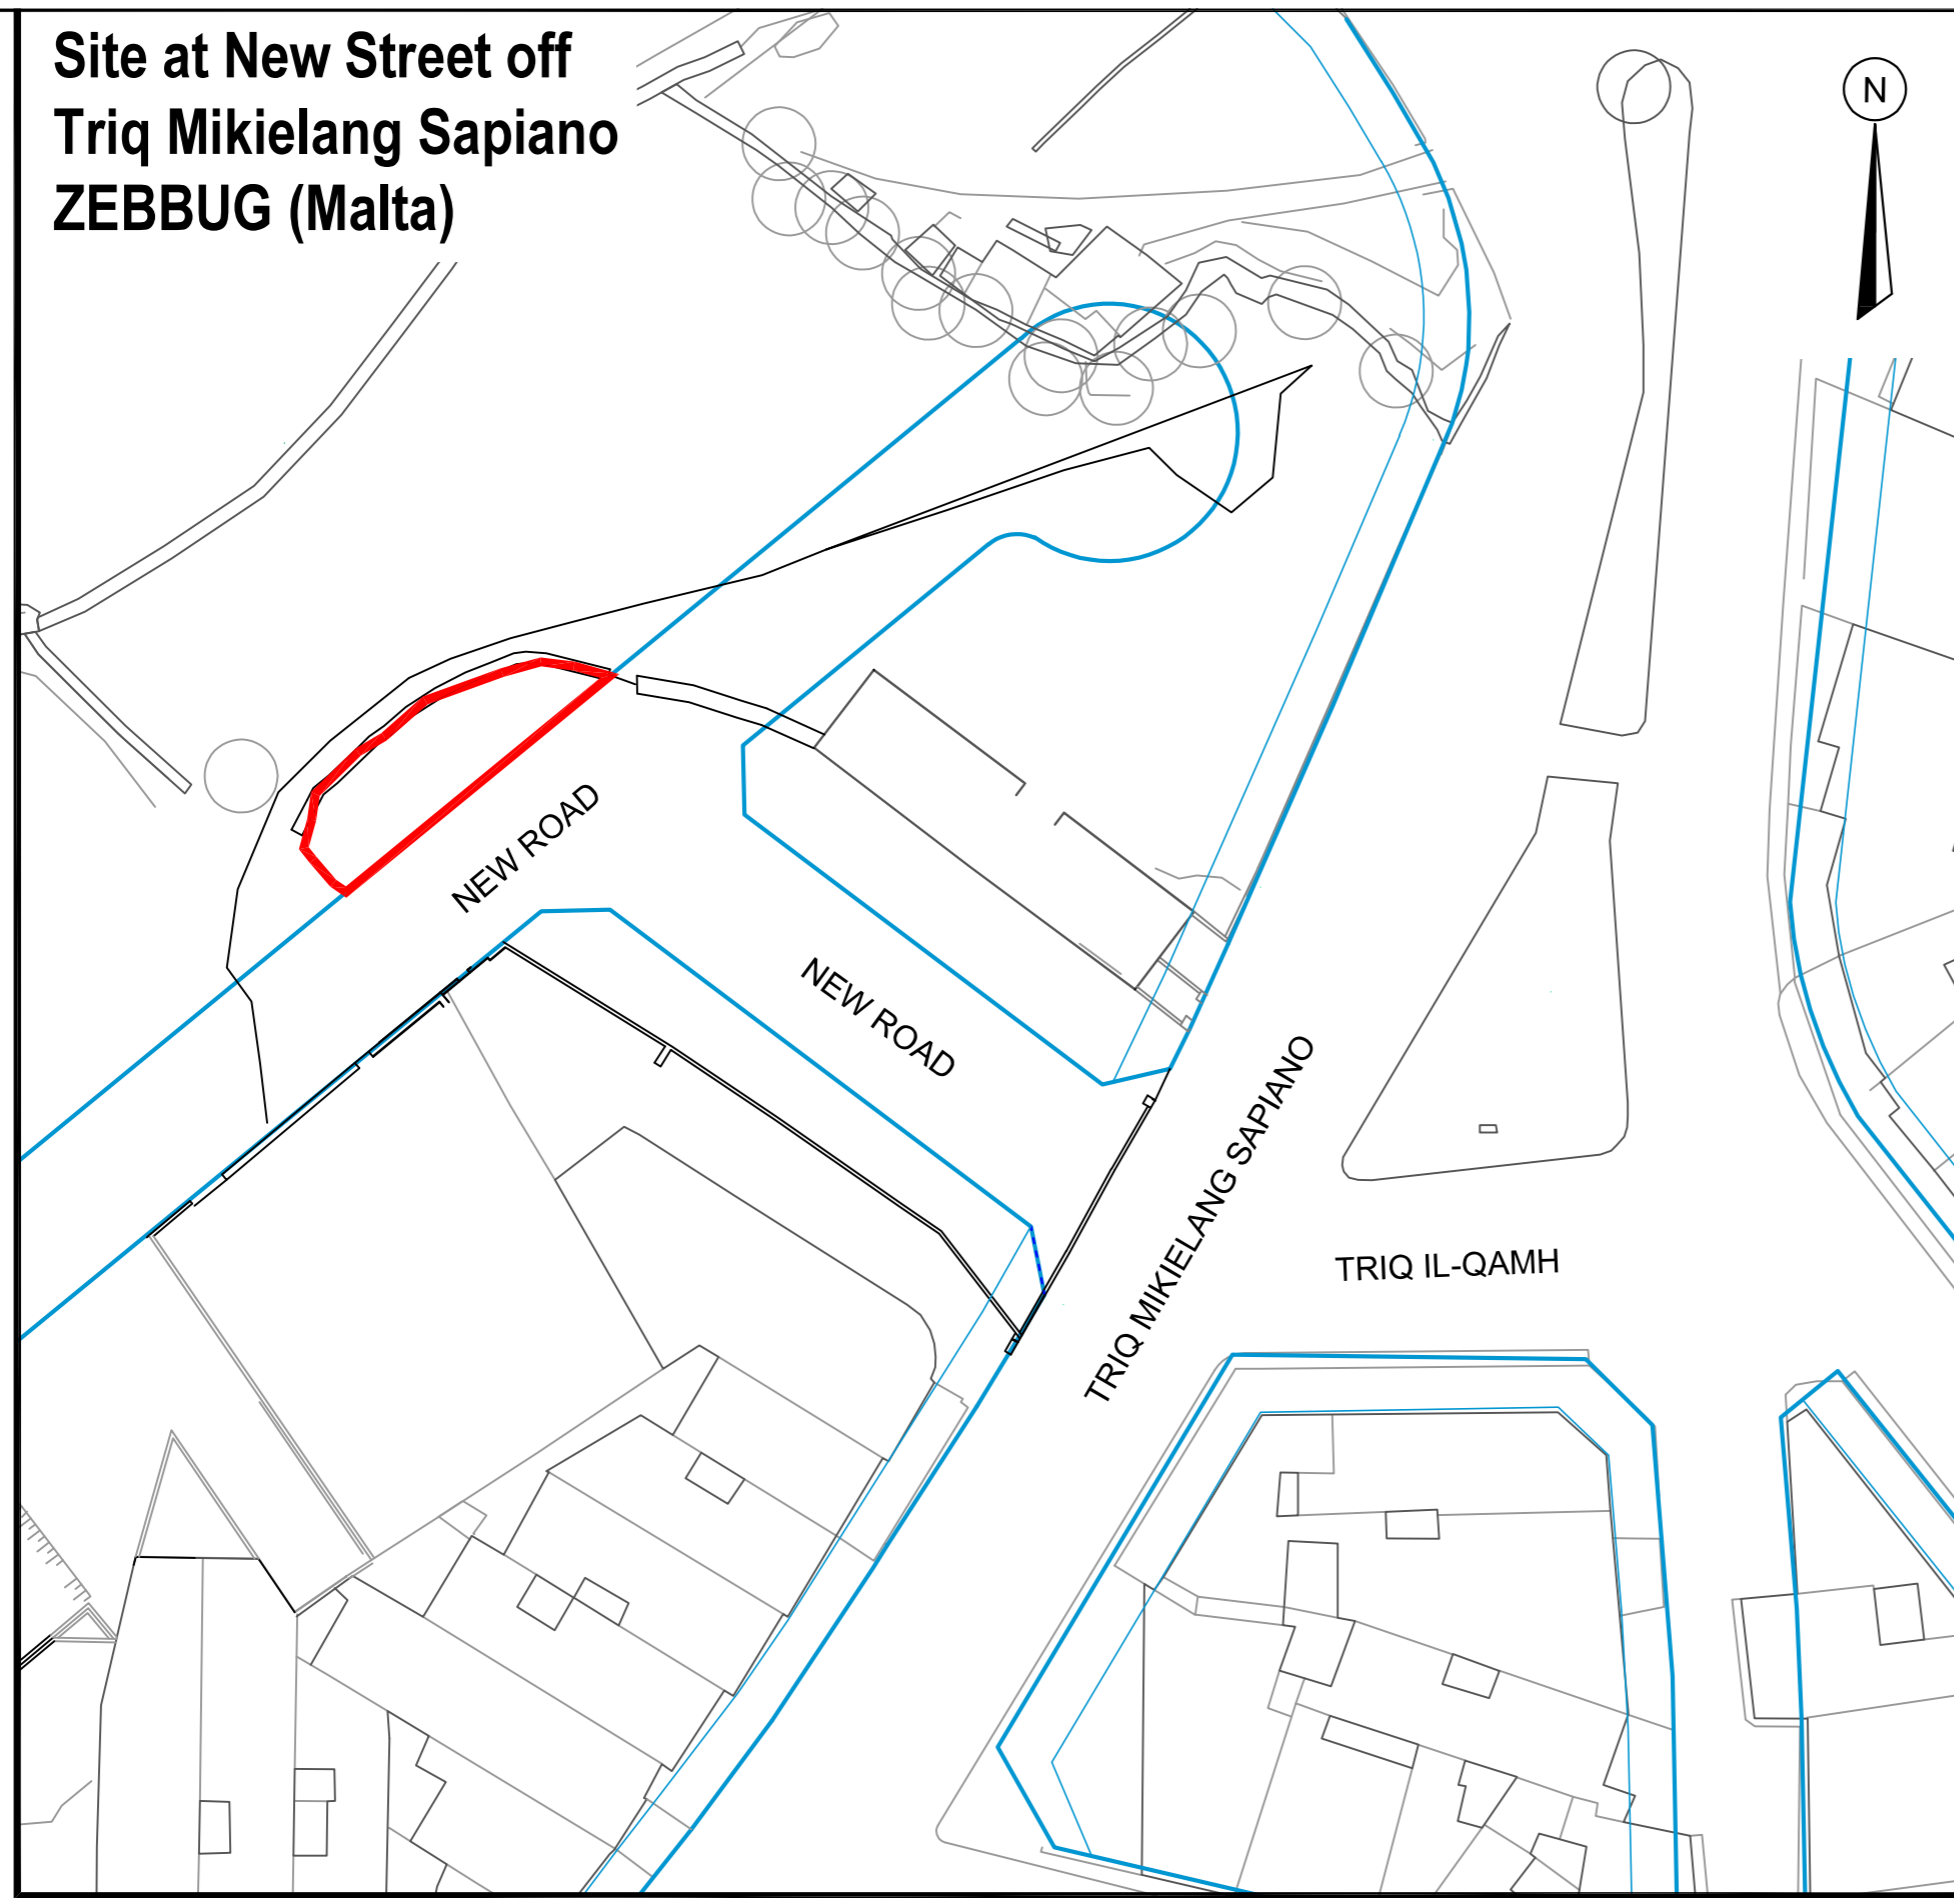 Site at New Street off
Triq Mikielang Sapiano
ZEBBUG (Malta)
N
NEW ROAD
NEW ROAD
TRIQ MIKIELANG SAPIANO
TRIQ IL-QAMH